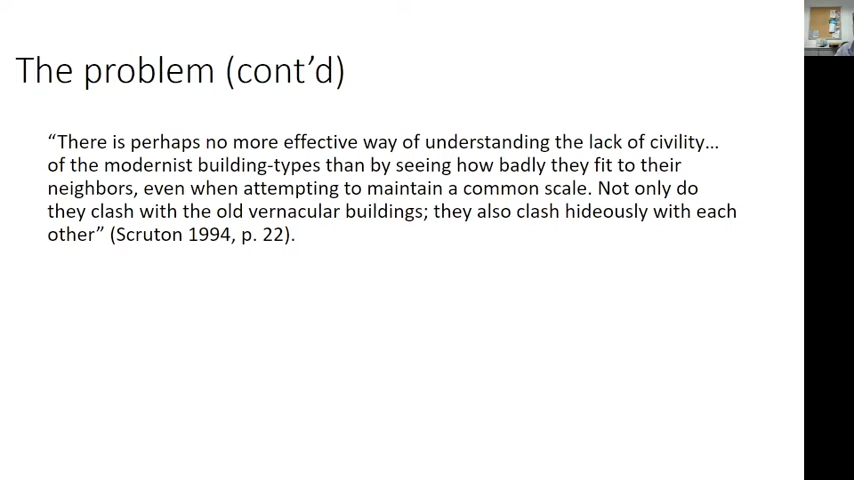 The problem (cont’d)
“There is perhaps no more effective way of understanding the lack of civility…
of the modernist building-types than by seeing how badly they fit to their
neighbors, even when attempting to maintain a common scale. Not only do
they clash with the old vernacular buildings; they also clash hideously with each
other” (Scruton 1994, p. 22).